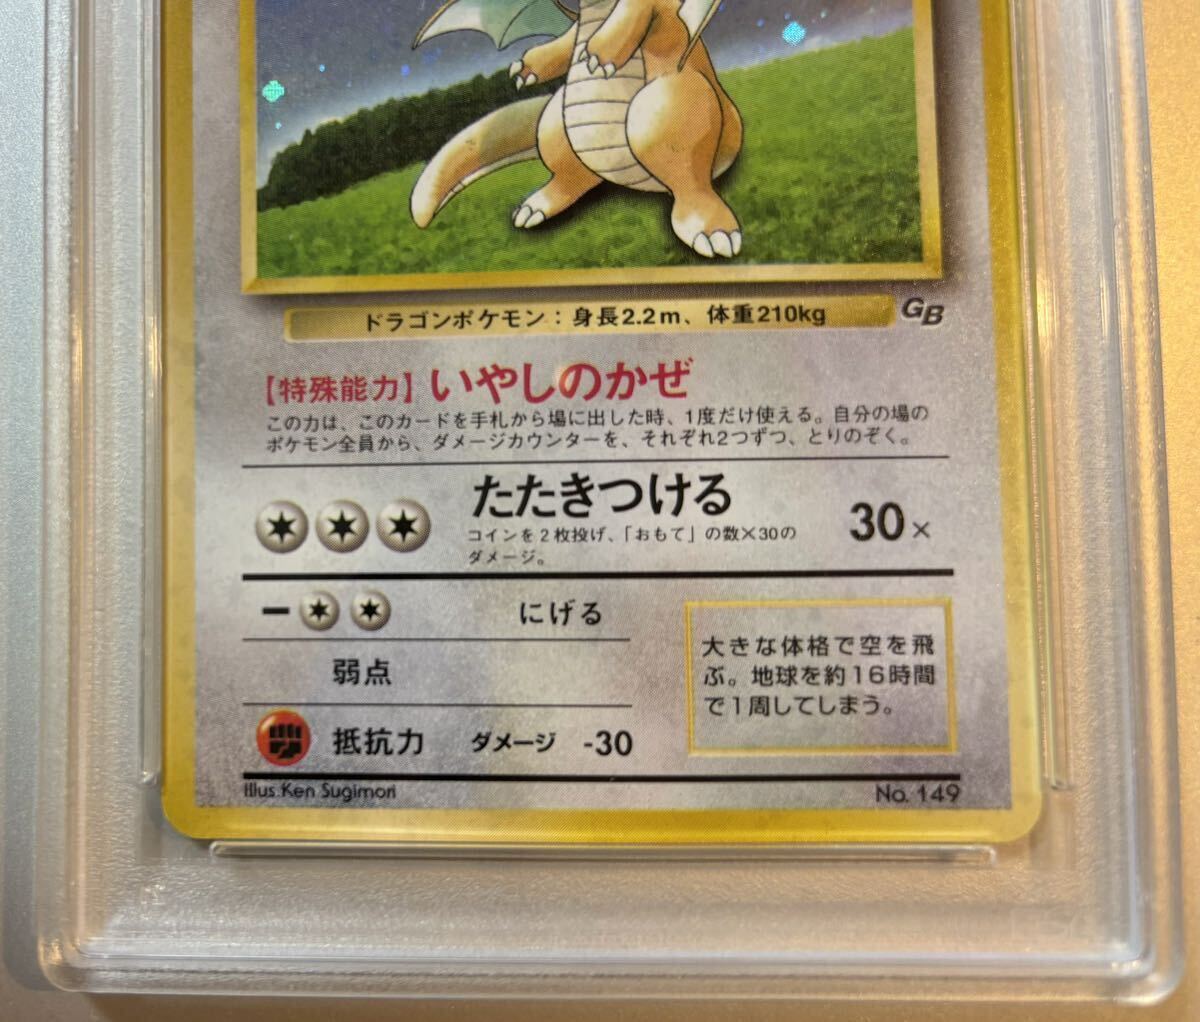 ドラゴンポケモン：身長2.2m、体重210kg
GB
【特殊能力】いやしのかぜ
この力は、このカードを手札から場に出した時、1度だけ使える。自分の場の
ポケモン全員から、ダメージカウンターを、それぞれ2つずつ、とりのぞく。
たたきつける 30×
コインを2枚投げ、「おもて」の数×30の
ダメージ。
ー にげる
弱点
抵抗力 ダメージ -30
大きな体格で空を飛
ぶ。地球を約16時間
で1周してしまう。
Illus.Ken Sugimori
No. 149